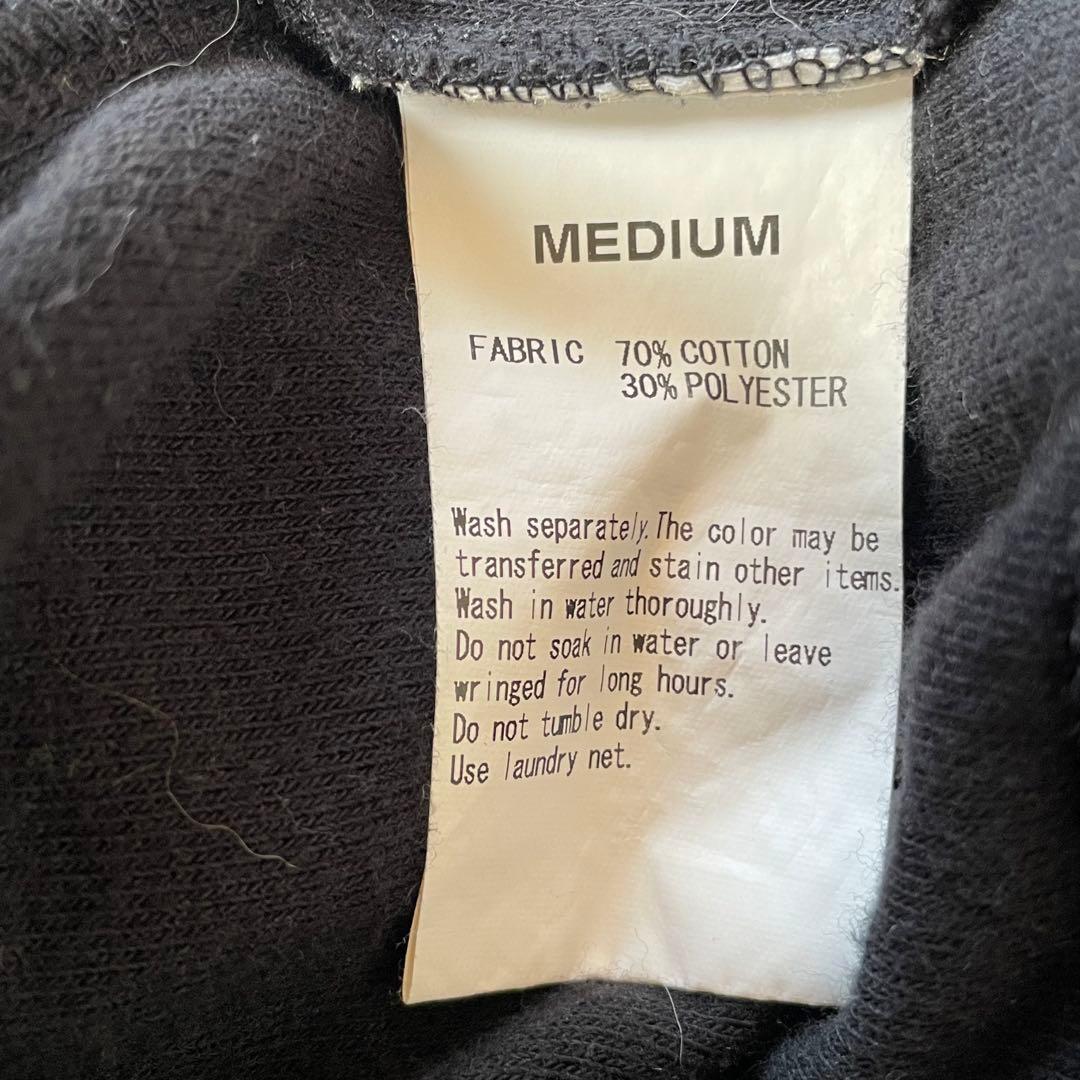 MEDIUM
FABRIC 70% COTTON
30% POLYESTER
Wash separately. The color may be
transferred and stain other items.
Wash in water thoroughly.
Do not soak in water or leave
wringed for long hours.
Do not tumble dry.
Use laundry net.